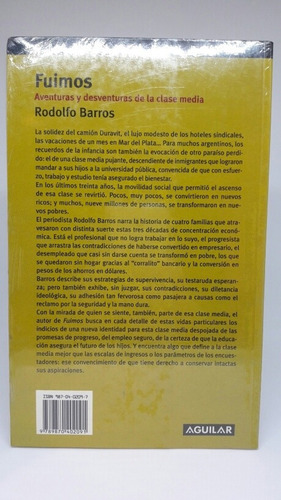 Fuimos
Aventuras y desventuras de la clase media
Rodolfo Barros
La solidez del camión Duravit, el lujo modesto de los hoteles sindicales,
las vacaciones de un mes en Mar del Plata... Para muchos argentinos, los
recuerdos de la infancia son también la evocación de otro paraíso perdi-
do: el de una clase media pujante, descendiente de inmigrantes que lograron
mandar a sus hijos a la universidad pública, convencida de que con esfuer-
zo, trabajo y estudio tenía asegurado el bienestar.
En los últimos treinta años, la movilidad social que permitió el ascenso
de esa clase se revirtió. Pocos, muy pocos, se convirtieron en nuevos
ricos; y muchos, nueve millones de personas, se transformaron en nue-
vos pobres.
El periodista Rodolfo Barros narra la historia de cuatro familias que atra-
vesaron con distinta suerte estas tres décadas de concentración econó-
mica. Está el profesional que no logra trabajar en lo suyo, el progresista
que arrastra las contradicciones de haberse convertido en empresario, el
desempleado que casi sin darse cuenta se transformó en pobre, los que
se quedaron sin hogar gracias al "corralito" bancario y la conversión en
pesos de los ahorros en dólares.
Barros describe sus estrategias de supervivencia, su testaruda esperan-
za; pero también exhibe, sin juzgar, sus contradicciones, su distancia
ideológica, su adhesión tan fervorosa como pasajera a causas como el
reclamo por la seguridad y la mano dura.
Con la mirada de quien se siente, también, parte de esa clase media, el
autor de Fuimos busca en cada detalle de estas vidas particulares los
indicios de una nueva identidad para esta clase media despojada de las
promesas de progreso, del empleo seguro, de la certeza de que la educa-
ción asegura el futuro de los hijos. Y encuentra algo que define a la clase
media mejor que las escalas de ingresos o los parámetros de los encues-
tadores: ese convencimiento de que tiene derecho a conservar intactas
sus aspiraciones.
ISBN 987-04-0209-7
9789870402091
AGUILAR